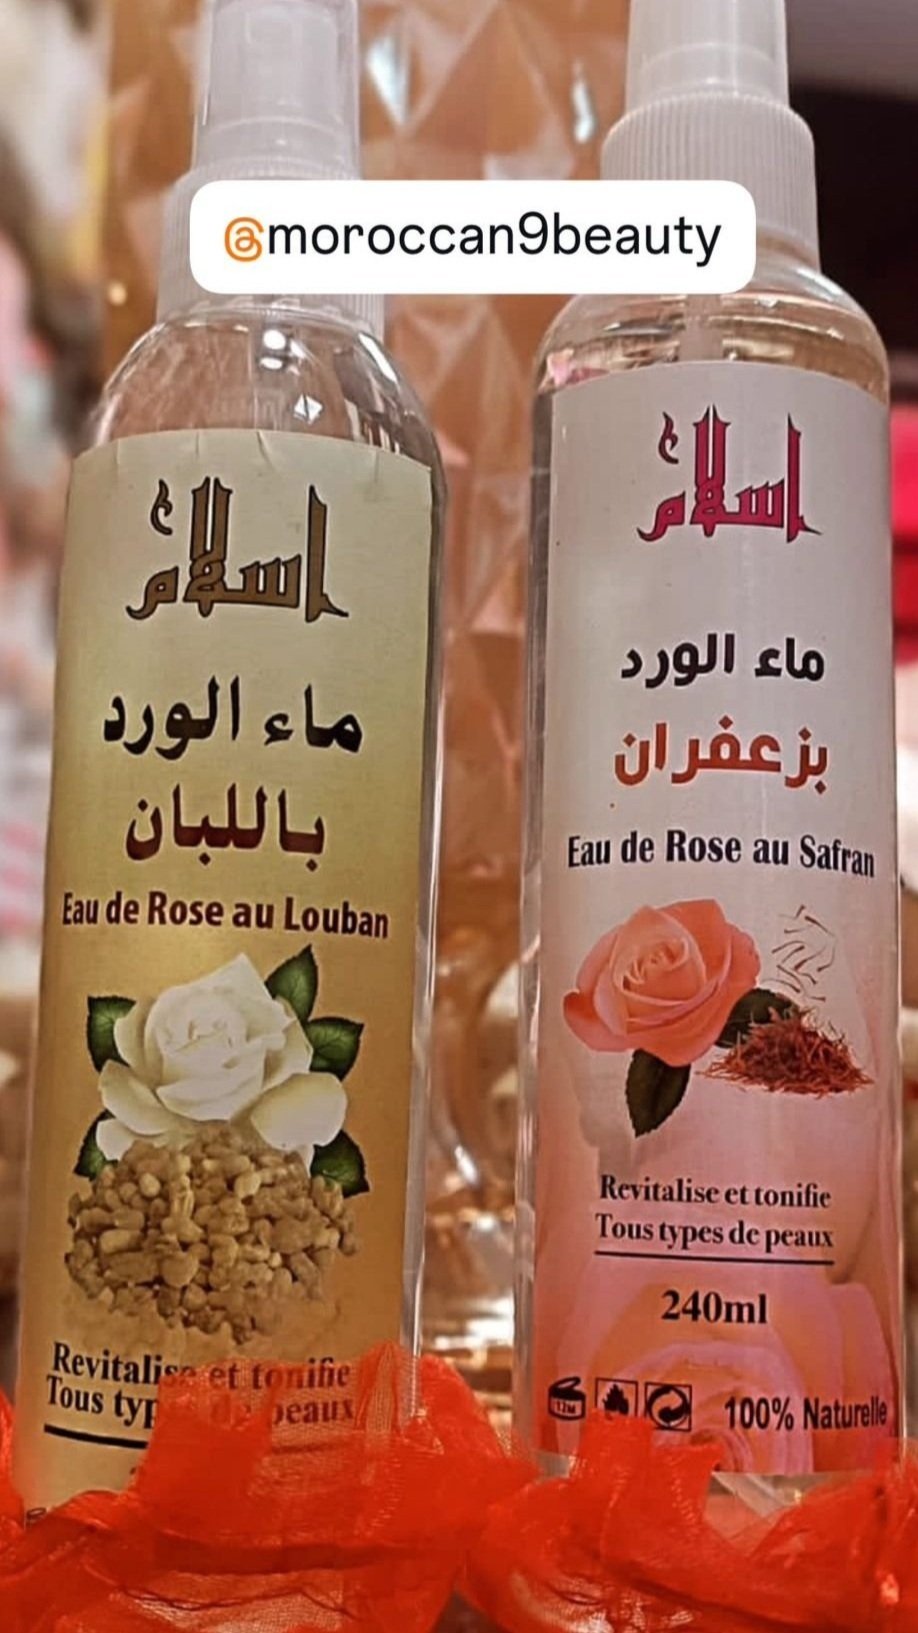 @moroccan9beauty
اسلام
ماء الورد
باللبان
Eau de Rose au Louban
Revitalise et tonifie
Tous types de peaux
اسلام
ماء الورد
بزعفران
Eau de Rose au Safran
Revitalise et tonifie
Tous types de peaux
240ml
12M
100% Naturelle